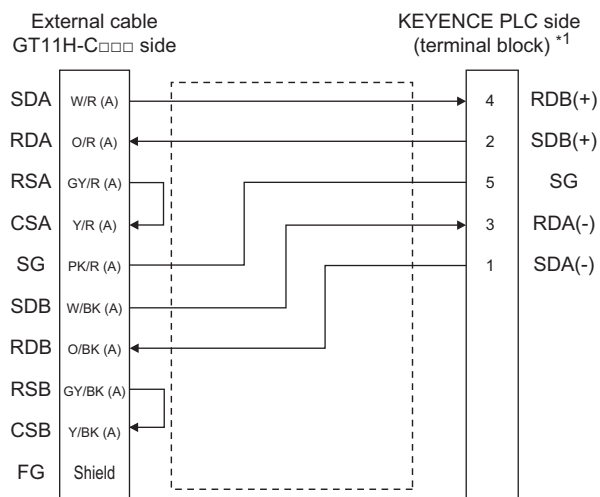 External cable
GT11H-C□□□ side
KEYENCE PLC side
(terminal block) *1
SDA W/R (A) 4 RDB(+)
RDA O/R (A) 2 SDB(+)
RSA GY/R (A) 5 SG
CSA Y/R (A) 3 RDA(-)
SG PK/R (A) 1 SDA(-)
SDB W/BK (A)
RDB O/BK (A)
RSB GY/BK (A)
CSB Y/BK (A)
FG Shield